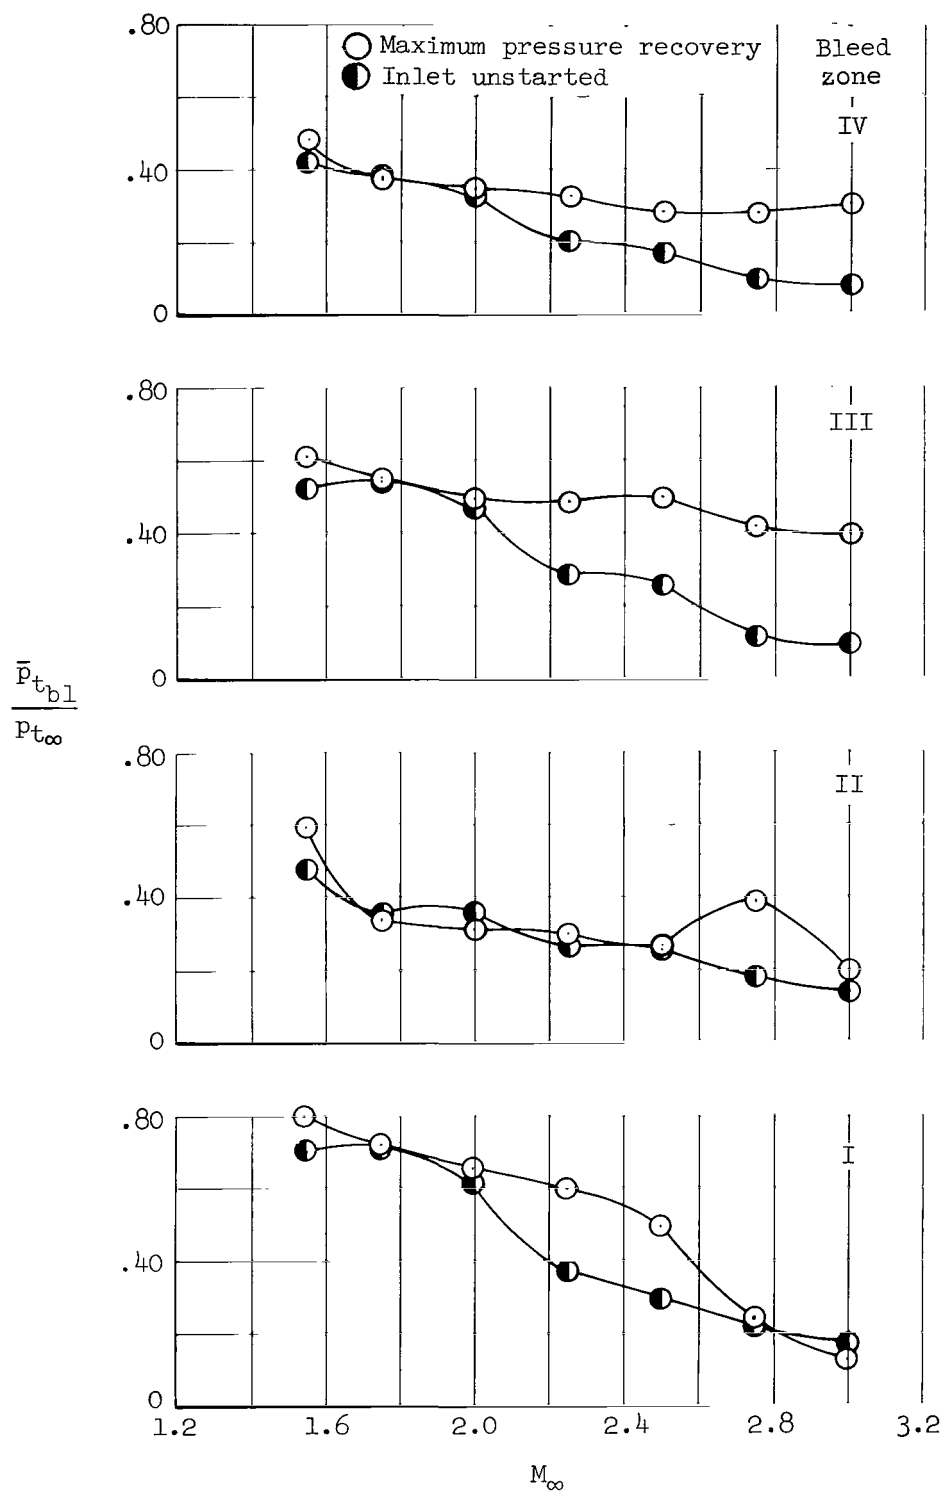 .80
Maximum pressure recovery
Inlet unstarted
Bleed
zone
IV
.40
0
.80
III
.40
0
p̄t_bl
pt∞
.80
II
.40
0
.80
I
.40
0
1.2 1.6 2.0 2.4 2.8 3.2
M∞